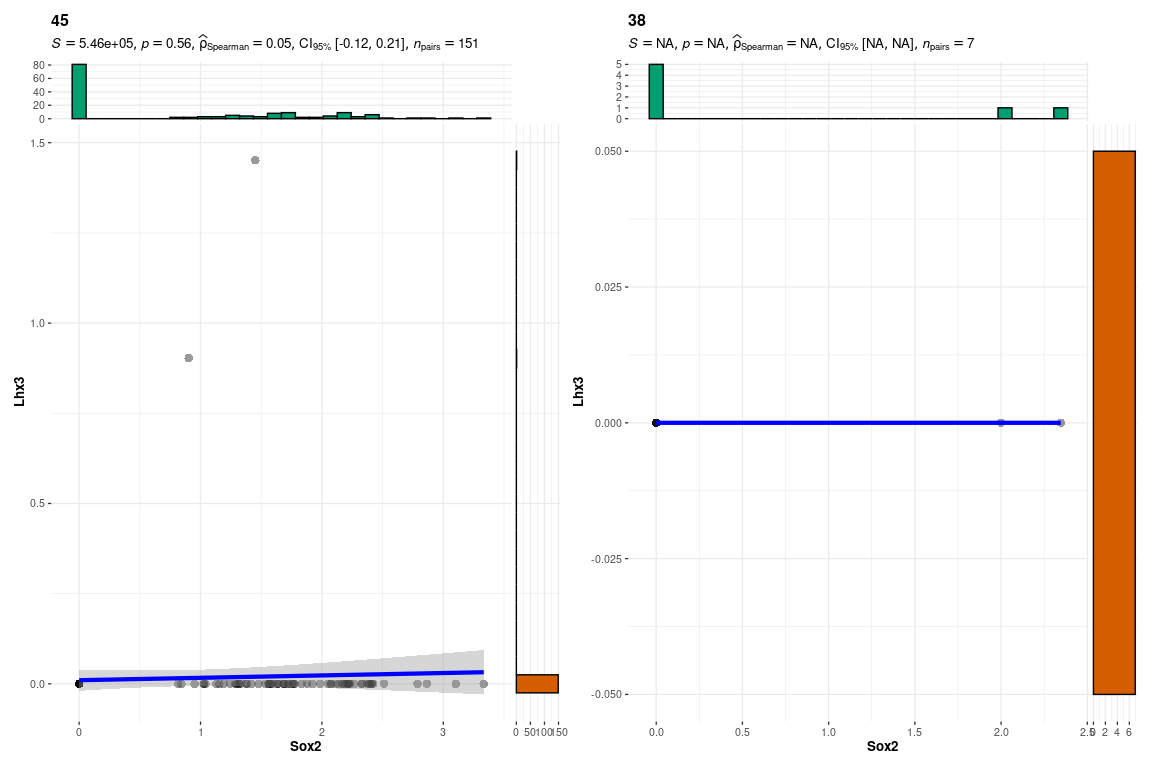 45
S = 5.46e+05, p = 0.56, ρ̂Spearman = 0.05, CI95% [-0.12, 0.21], npairs = 151
80
60
40
20
0
1.5
1.0
0.5
0.0
Lhx3
0 1 2 3
0 50 100 150
Sox2
38
S = NA, p = NA, ρ̂Spearman = NA, CI95% [NA, NA], npairs = 7
5
4
3
2
1
0
0.050
0.025
0.000
-0.025
-0.050
Lhx3
0.0 0.5 1.0 1.5 2.0 2.5
0 2 4 6
Sox2